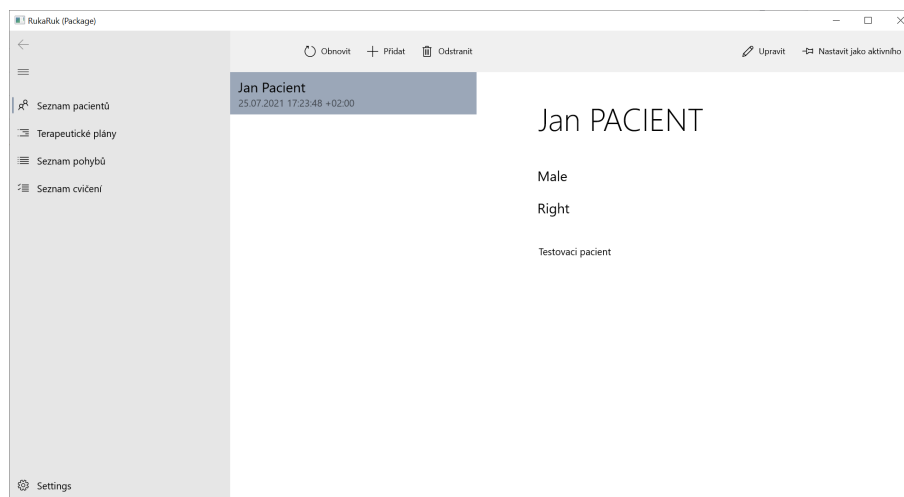 RukaRuk (Package)
Obnovit Přidat Odstranit
Upravit Nastavit jako aktivního
Seznam pacientů
Terapeutické plány
Seznam pohybů
Seznam cvičení
Settings
Jan Pacient
25.07.2021 17:23:48 +02:00
Jan PACIENT
Male
Right
Testovaci pacient